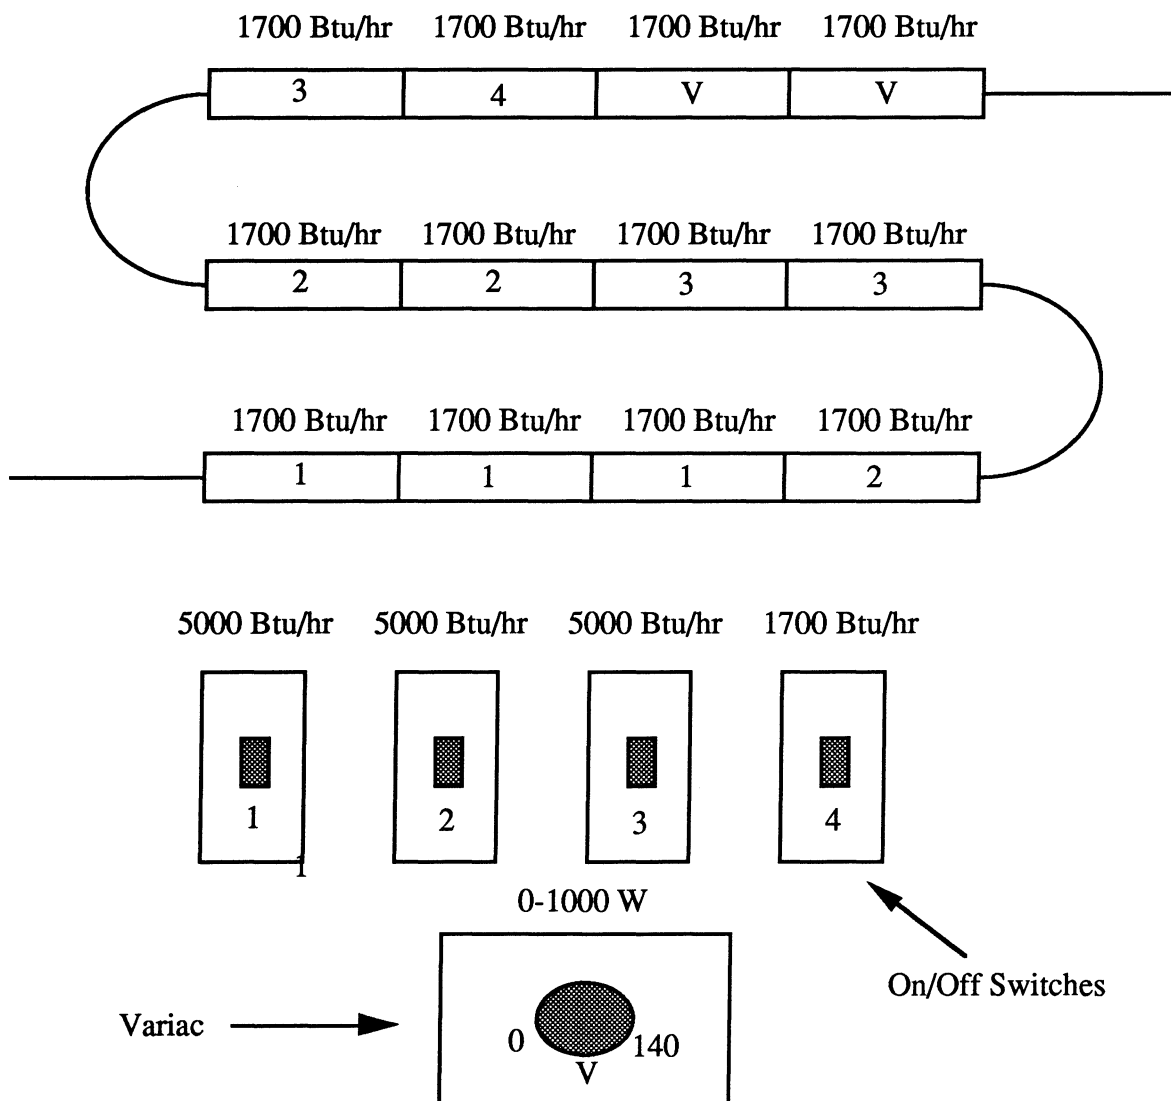 1700 Btu/hr 1700 Btu/hr 1700 Btu/hr 1700 Btu/hr
3 4 V V
1700 Btu/hr 1700 Btu/hr 1700 Btu/hr 1700 Btu/hr
2 2 3 3
1700 Btu/hr 1700 Btu/hr 1700 Btu/hr 1700 Btu/hr
1 1 1 2
5000 Btu/hr 5000 Btu/hr 5000 Btu/hr 1700 Btu/hr
1 2 3 4
1
0-1000 W
On/Off Switches
Variac
0 140
V